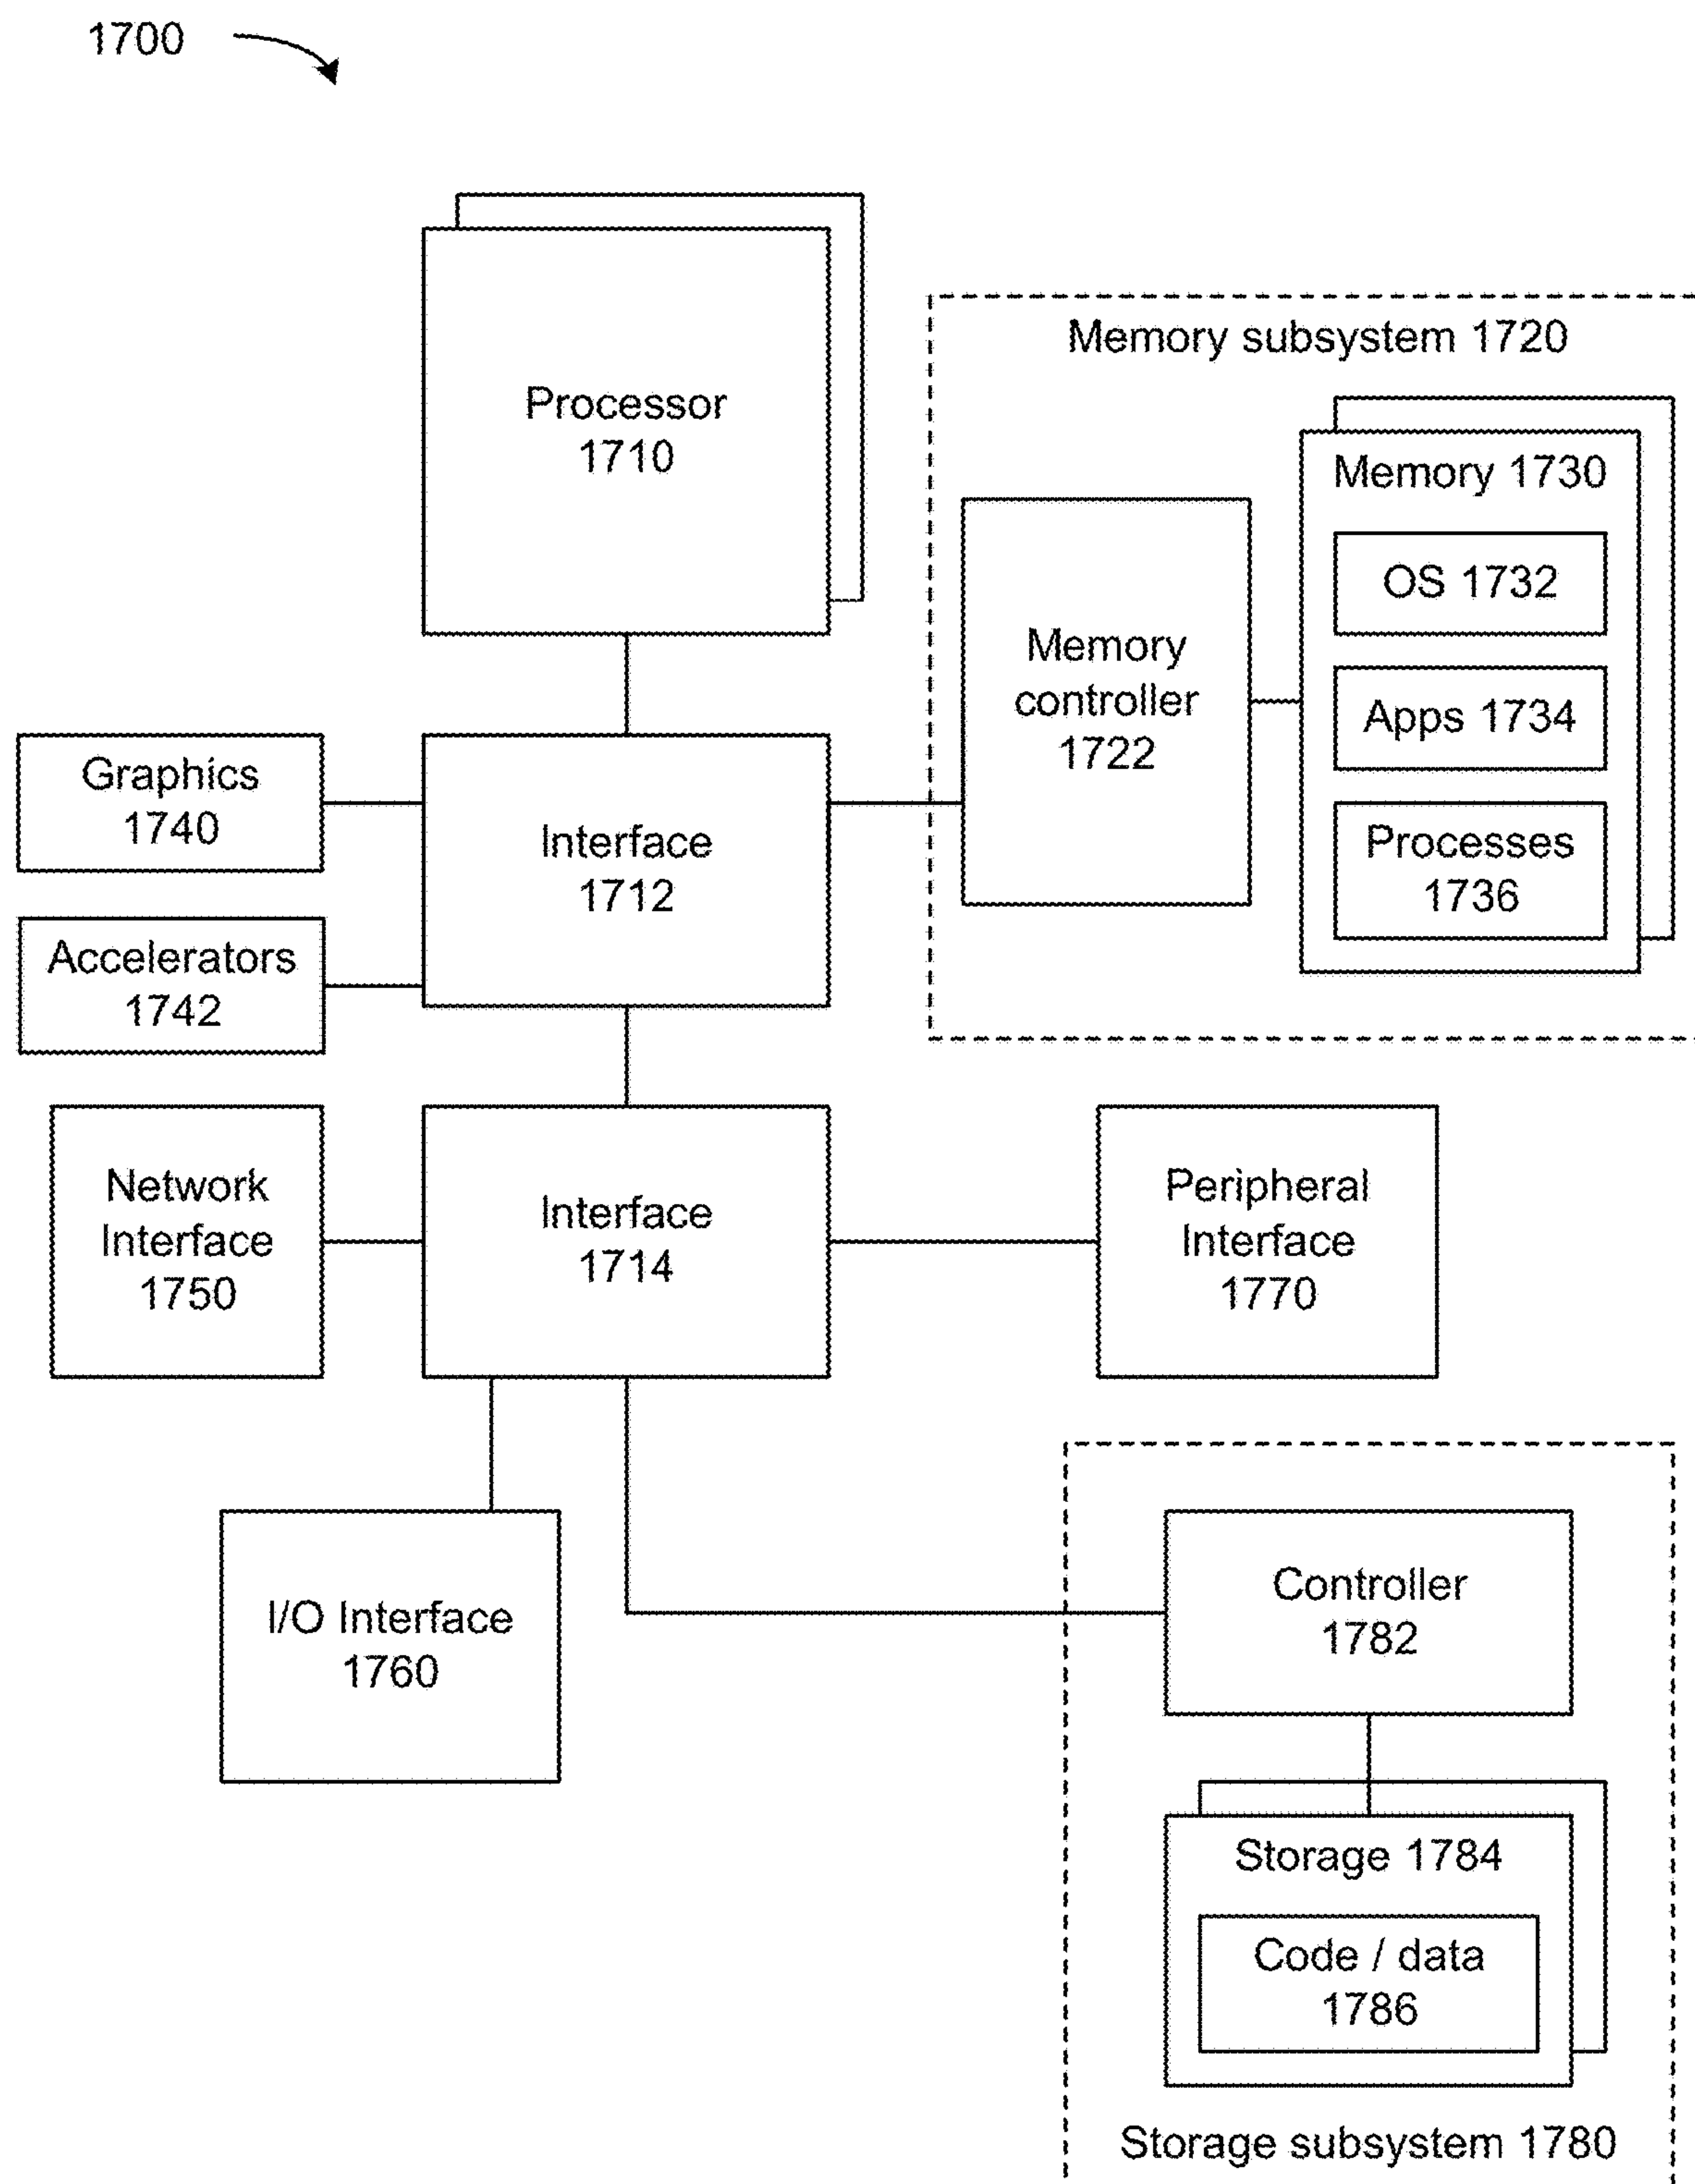 1700
Processor
1710
Memory subsystem 1720
Memory 1730
OS 1732
Apps 1734
Processes
1736
Memory
controller
1722
Graphics
1740
Interface
1712
Accelerators
1742
Network
Interface
1750
Interface
1714
Peripheral
Interface
1770
I/O Interface
1760
Controller
1782
Storage 1784
Code / data
1786
Storage subsystem 1780